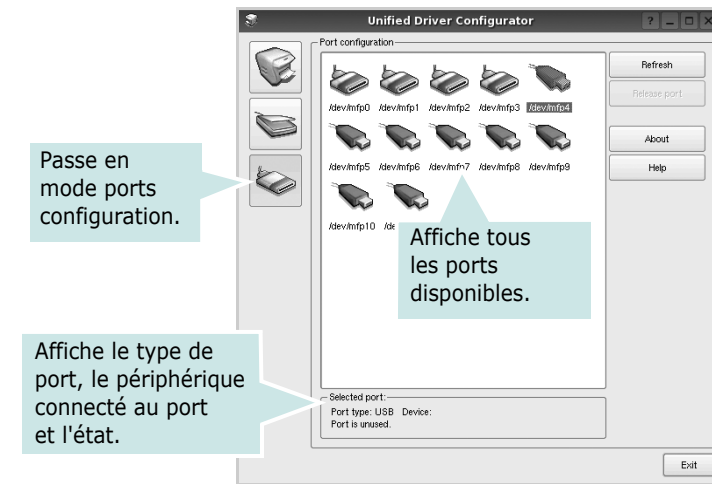 Unified Driver Configurator
Port configuration
/dev/mfp0 /dev/mfp1 /dev/mfp2 /dev/mfp3 /dev/mfp4
/dev/mfp5 /dev/mfp6 /dev/mfp7 /dev/mfp8 /dev/mfp9
/dev/mfp10
Refresh
Release port
About
Help
Passe en
mode ports
configuration.
Affiche tous
les ports
disponibles.
Affiche le type de
port, le périphérique
connecté au port
et l'état.
Selected port:
Port type: USB Device:
Port is unused.
Exit